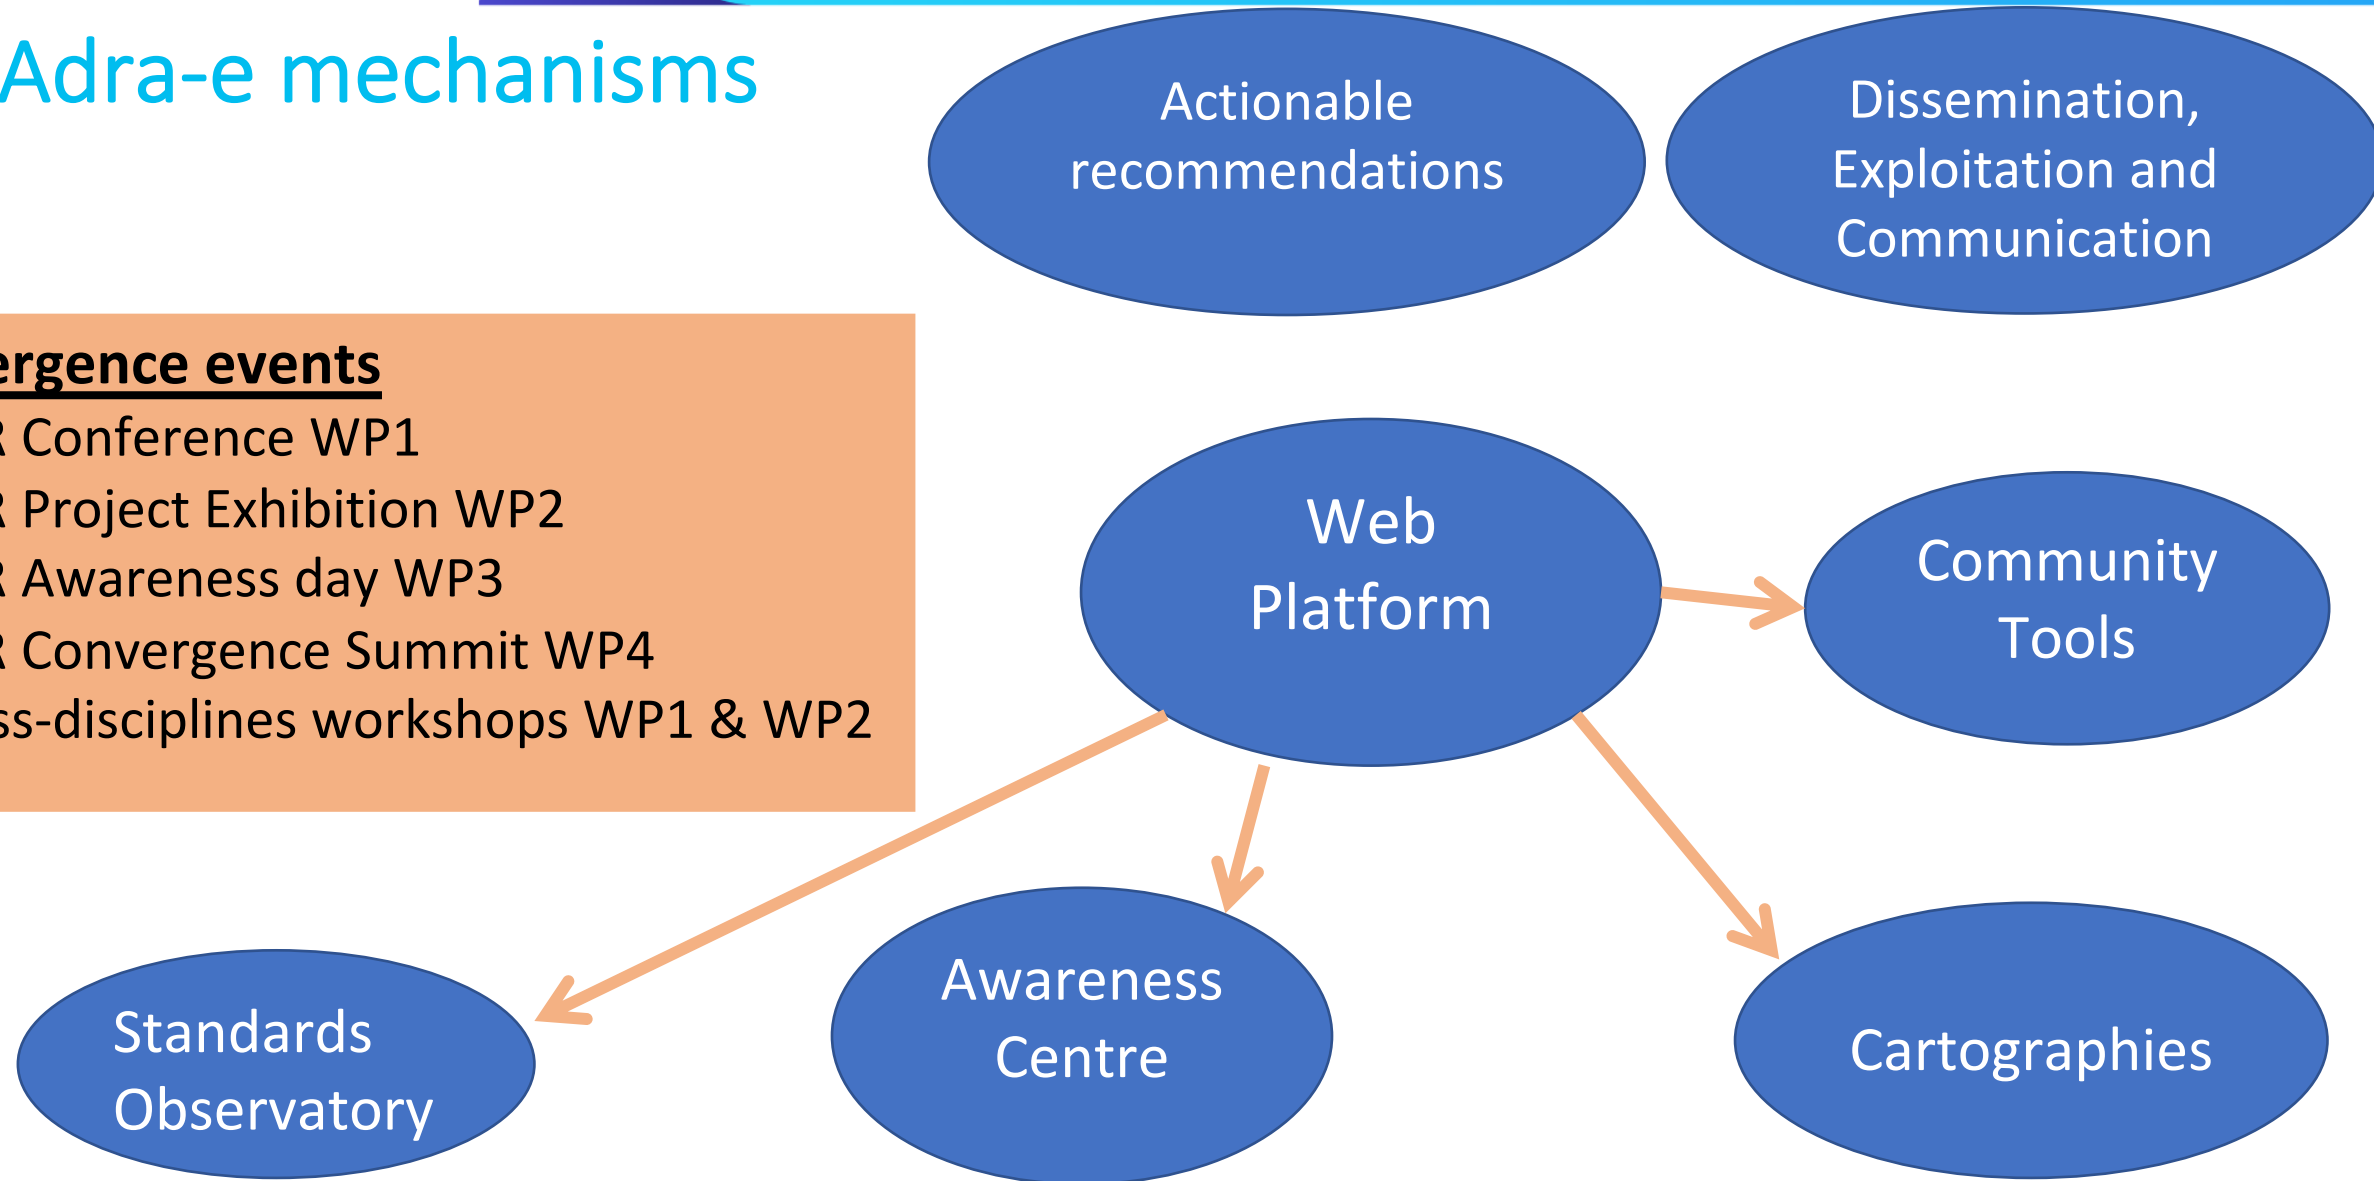 Adra-e mechanisms
Actionable
recommendations
Dissemination,
Exploitation and
Communication
ergence events
R Conference WP1
R Project Exhibition WP2
R Awareness day WP3
R Convergence Summit WP4
ss-disciplines workshops WP1 & WP2
Web
Platform
Community
Tools
Standards
Observatory
Awareness
Centre
Cartographies